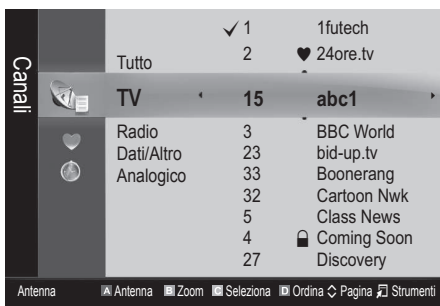 Canali
✓ 1 1futech
Tutto 2 ♥ 24ore.tv
TV 15 abc1
Radio 3 BBC World
Dati/Altro 23 bid-up.tv
Analogico 33 Boonerang
32 Cartoon Nwk
5 Class News
4 Coming Soon
27 Discovery
Antenna A Antenna B Zoom C Seleziona D Ordina Pagina Strumenti